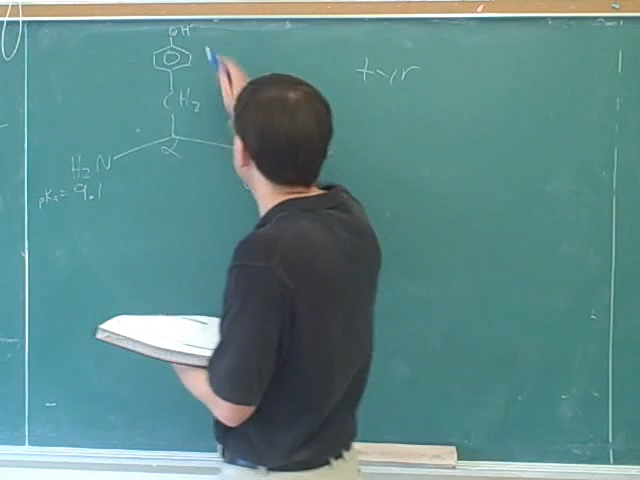 OH
tyr
CH₂
α
H₂N
pKa = 9.1